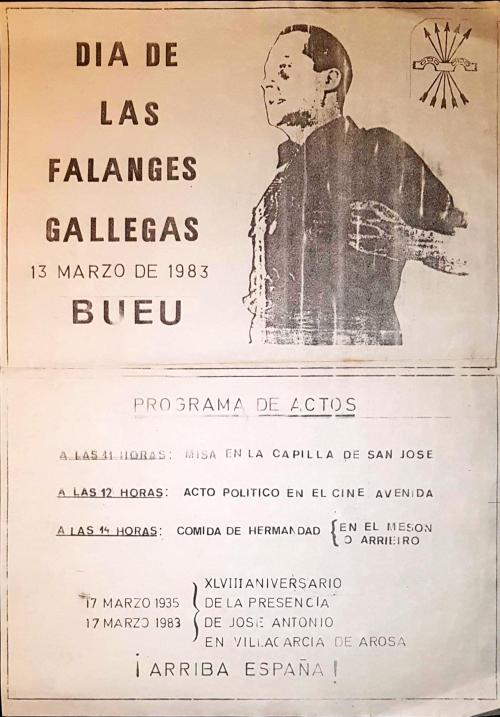 DIA DE
LAS
FALANGES
GALLEGAS
13 MARZO DE 1983
BUEU
PROGRAMA DE ACTOS
A LAS 11 HORAS: MISA EN LA CAPILLA DE SAN JOSE
A LAS 12 HORAS: ACTO POLITICO EN EL CINE AVENIDA
A LAS 14 HORAS: COMIDA DE HERMANDAD { EN EL MESON
O ARRIEIRO
XLVIII ANIVERSARIO
17 MARZO 1935 DE LA PRESENCIA
17 MARZO 1983 DE JOSE ANTONIO
EN VILLAGARCIA DE AROSA
¡ARRIBA ESPAÑA!